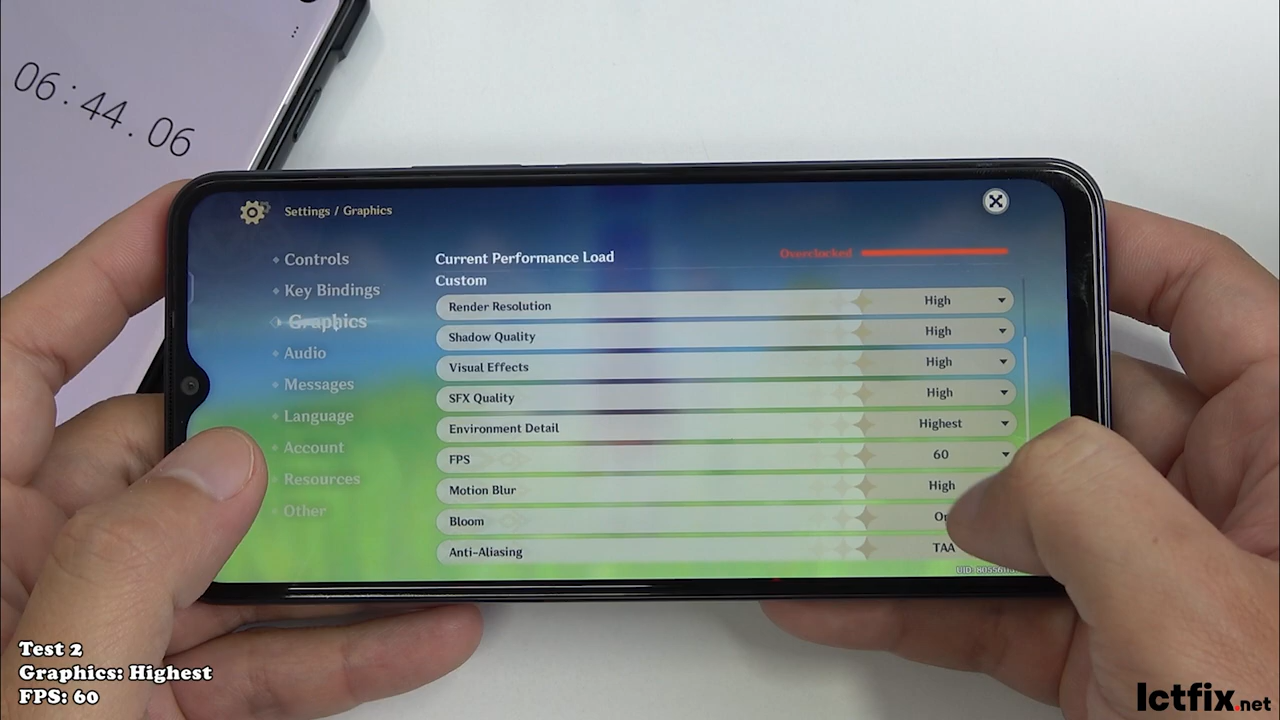 06:44.06
Settings / Graphics
Controls
Key Bindings
Graphics
Audio
Messages
Language
Account
Resources
Other
Current Performance Load
Overclocked
Custom
Render Resolution High
Shadow Quality High
Visual Effects High
SFX Quality High
Environment Detail Highest
FPS 60
Motion Blur High
Bloom
Anti-Aliasing TAA
UID:
Test 2
Graphics: Highest
FPS: 60
Ictfix.net